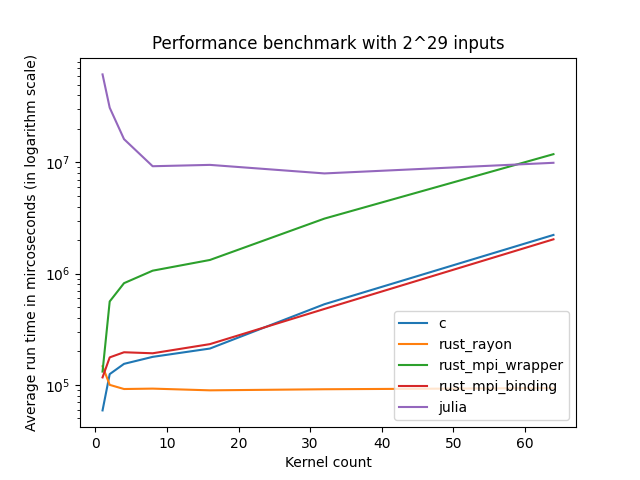 Performance benchmark with 2^29 inputs
Average run time in mircoseconds (in logarithm scale)
10^7
10^6
10^5
0 10 20 30 40 50 60
Kernel count
c
rust_rayon
rust_mpi_wrapper
rust_mpi_binding
julia